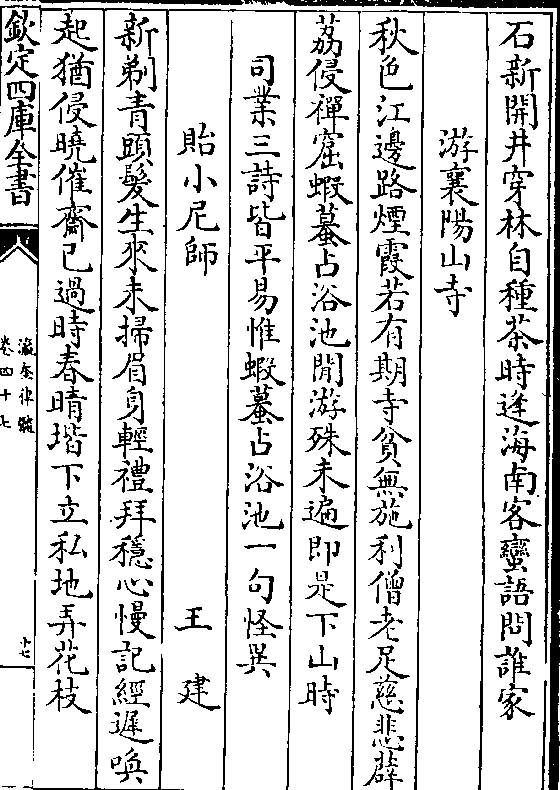 石新開井穿林自種茶時逢海南客蠻語問誰家
游襄陽山寺
秋色江邊路煙霞若有期寺貧無施利僧老足慈悲薜
荔侵禪窟蝦蟇占浴池閒游殊未遍即是下山時
司業三詩皆平易惟蝦蟇占浴池一句怪異
貽小尼師　王建
新剃青頭髮生來未掃眉身輕禮拜穩心慢記經遲喚
起猶侵曉催齋已過時春晴堦下立私地弄花枝
欽定四庫全書
瀛奎律髓
卷四十七
十七